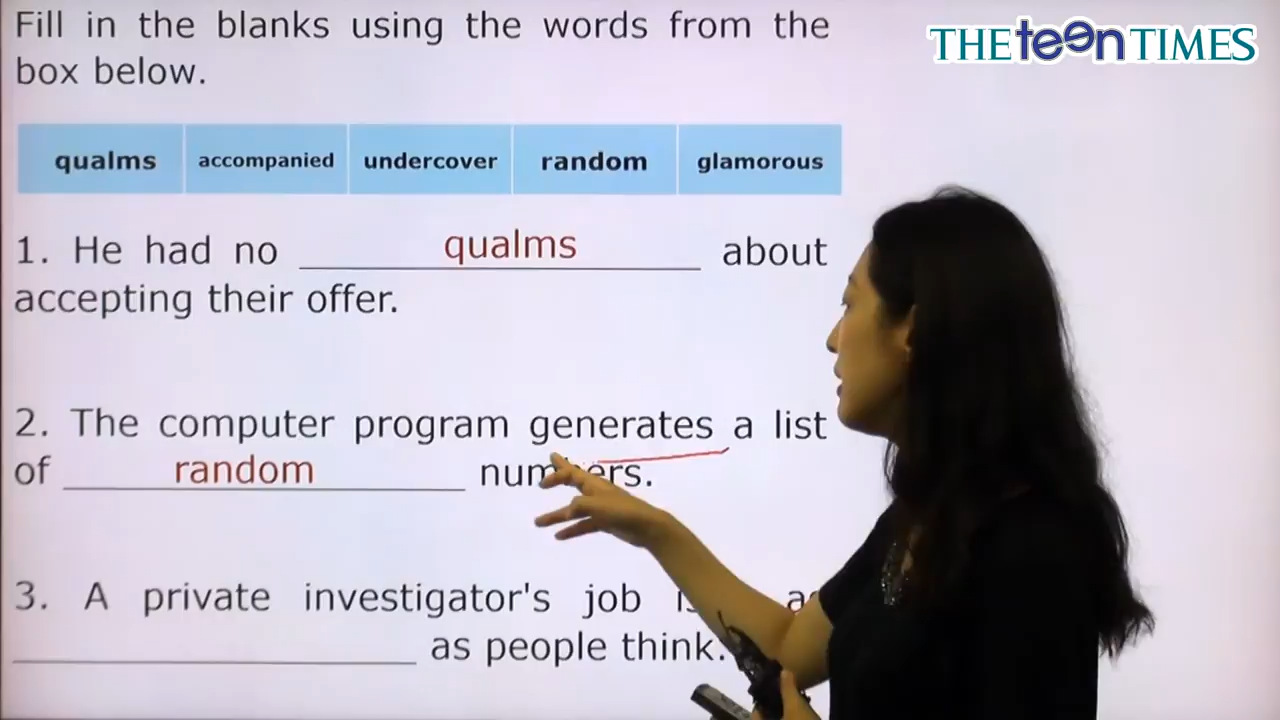 Fill in the blanks using the words from the
THE teen TIMES
box below.
qualms accompanied undercover random glamorous
1. He had no qualms about
accepting their offer.
2. The computer program generates a list
of random numbers.
3. A private investigator's job
as people think.